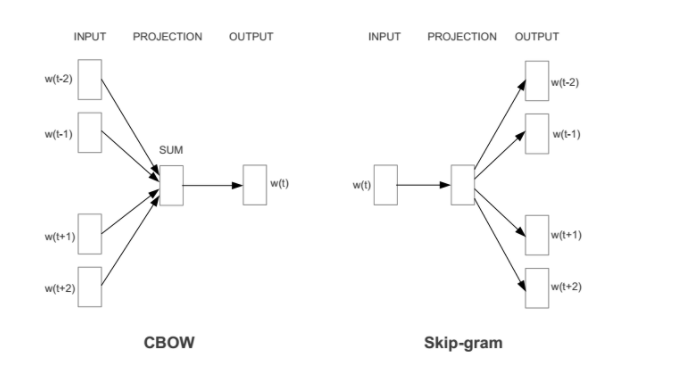 INPUT PROJECTION OUTPUT
w(t-2)
w(t-1)
SUM
w(t)
w(t+1)
w(t+2)
CBOW
INPUT PROJECTION OUTPUT
w(t-2)
w(t-1)
w(t)
w(t+1)
w(t+2)
Skip-gram